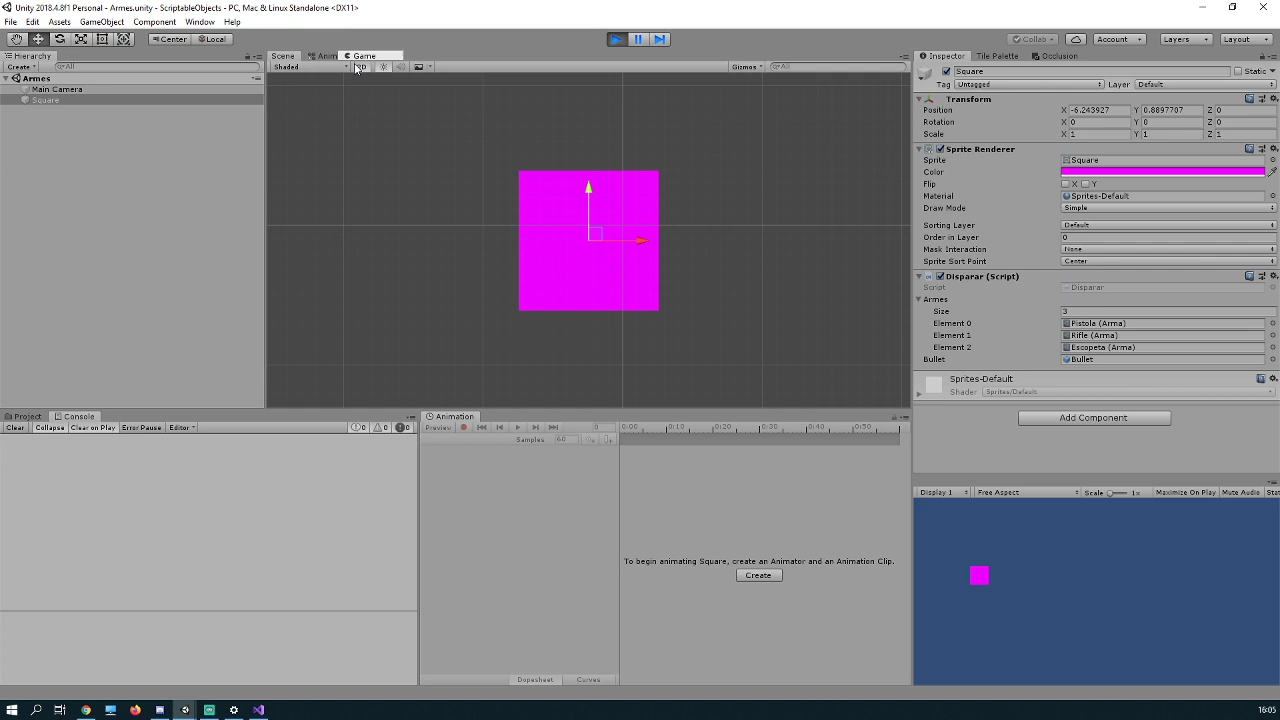 Unity 2018.4.8f1 Personal - Armes.unity - ScriptableObjects - PC, Mac & Linux Standalone <DX11>
File Edit Assets GameObject Component Window Help
Center Local Collab Account Layers Layout
Hierarchy Scene Anim Game Inspector Tile Palette Occlusion
Create All Shaded Gizmos All Square Static
Armes Tag Untagged Layer Default
Main Camera
Square
Transform
Position X -6.243927 Y 0.8897707 Z 0
Rotation X 0 Y 0 Z 0
Scale X 1 Y 1 Z 1
Sprite Renderer
Sprite Square
Color
Flip X Y
Material Sprites-Default
Draw Mode Simple
Sorting Layer Default
Order in Layer 0
Mask Interaction None
Sprite Sort Point Center
Disparar (Script)
Script Disparar
Armes
Size 3
Element 0 Pistola (Arma)
Element 1 Rifle (Arma)
Element 2 Escopeta (Arma)
Bullet Bullet
Sprites-Default
Shader Sprites/Default
Add Component
Project Console Animation
Clear Collapse Clear on Play Error Pause Editor 0 0 0
Preview 0 0:00 0:10 0:20 0:30 0:40 0:50
Samples 60
To begin animating Square, create an Animator and an Animation Clip.
Create
Dopesheet Curves
Display 1 Free Aspect Scale 1x Maximize On Play Mute Audio Stat
16:05